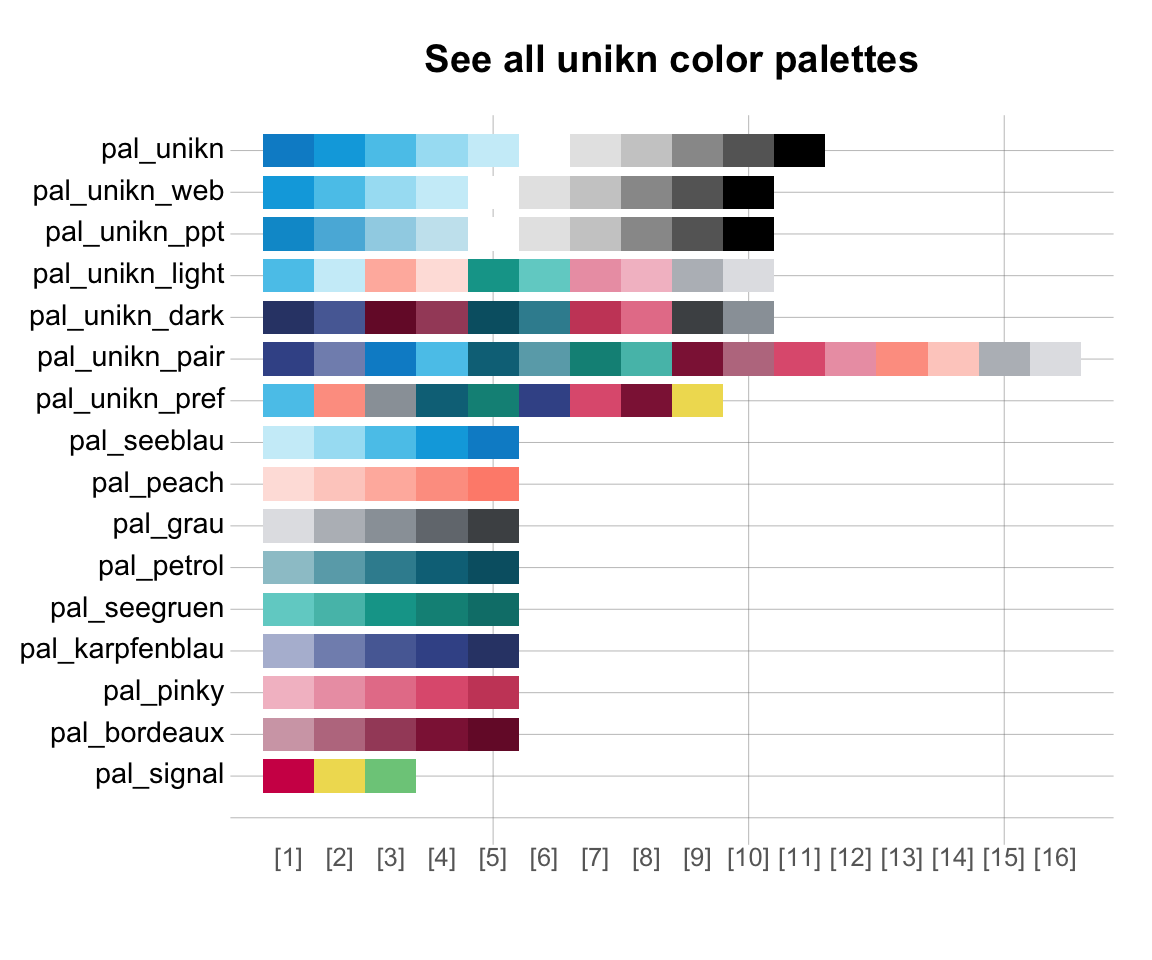 See all unikn color palettes
pal_unikn
pal_unikn_web
pal_unikn_ppt
pal_unikn_light
pal_unikn_dark
pal_unikn_pair
pal_unikn_pref
pal_seeblau
pal_peach
pal_grau
pal_petrol
pal_seegruen
pal_karpfenblau
pal_pinky
pal_bordeaux
pal_signal
[1] [2] [3] [4] [5] [6] [7] [8] [9] [10] [11] [12] [13] [14] [15] [16]